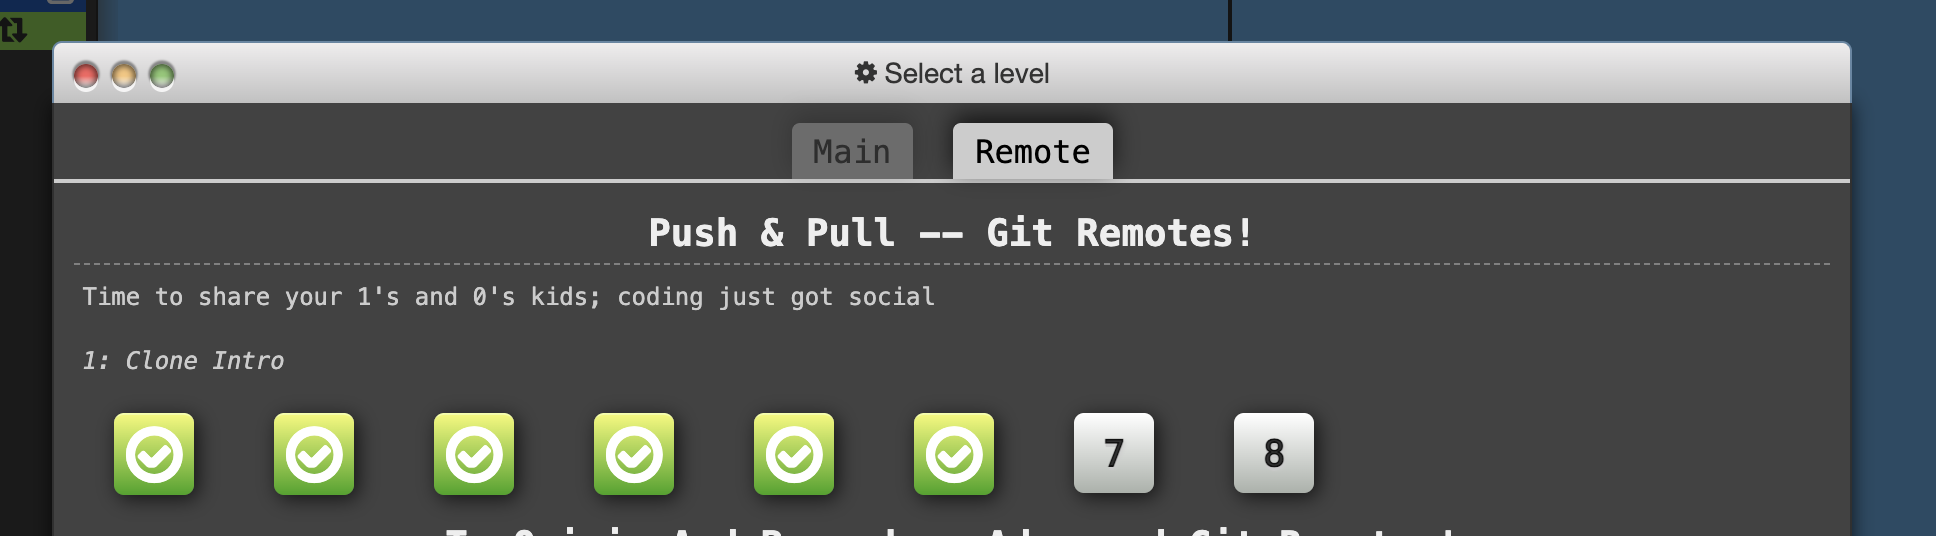 Select a level
Main
Remote
Push & Pull -- Git Remotes!
Time to share your 1's and 0's kids; coding just got social
1: Clone Intro
7
8